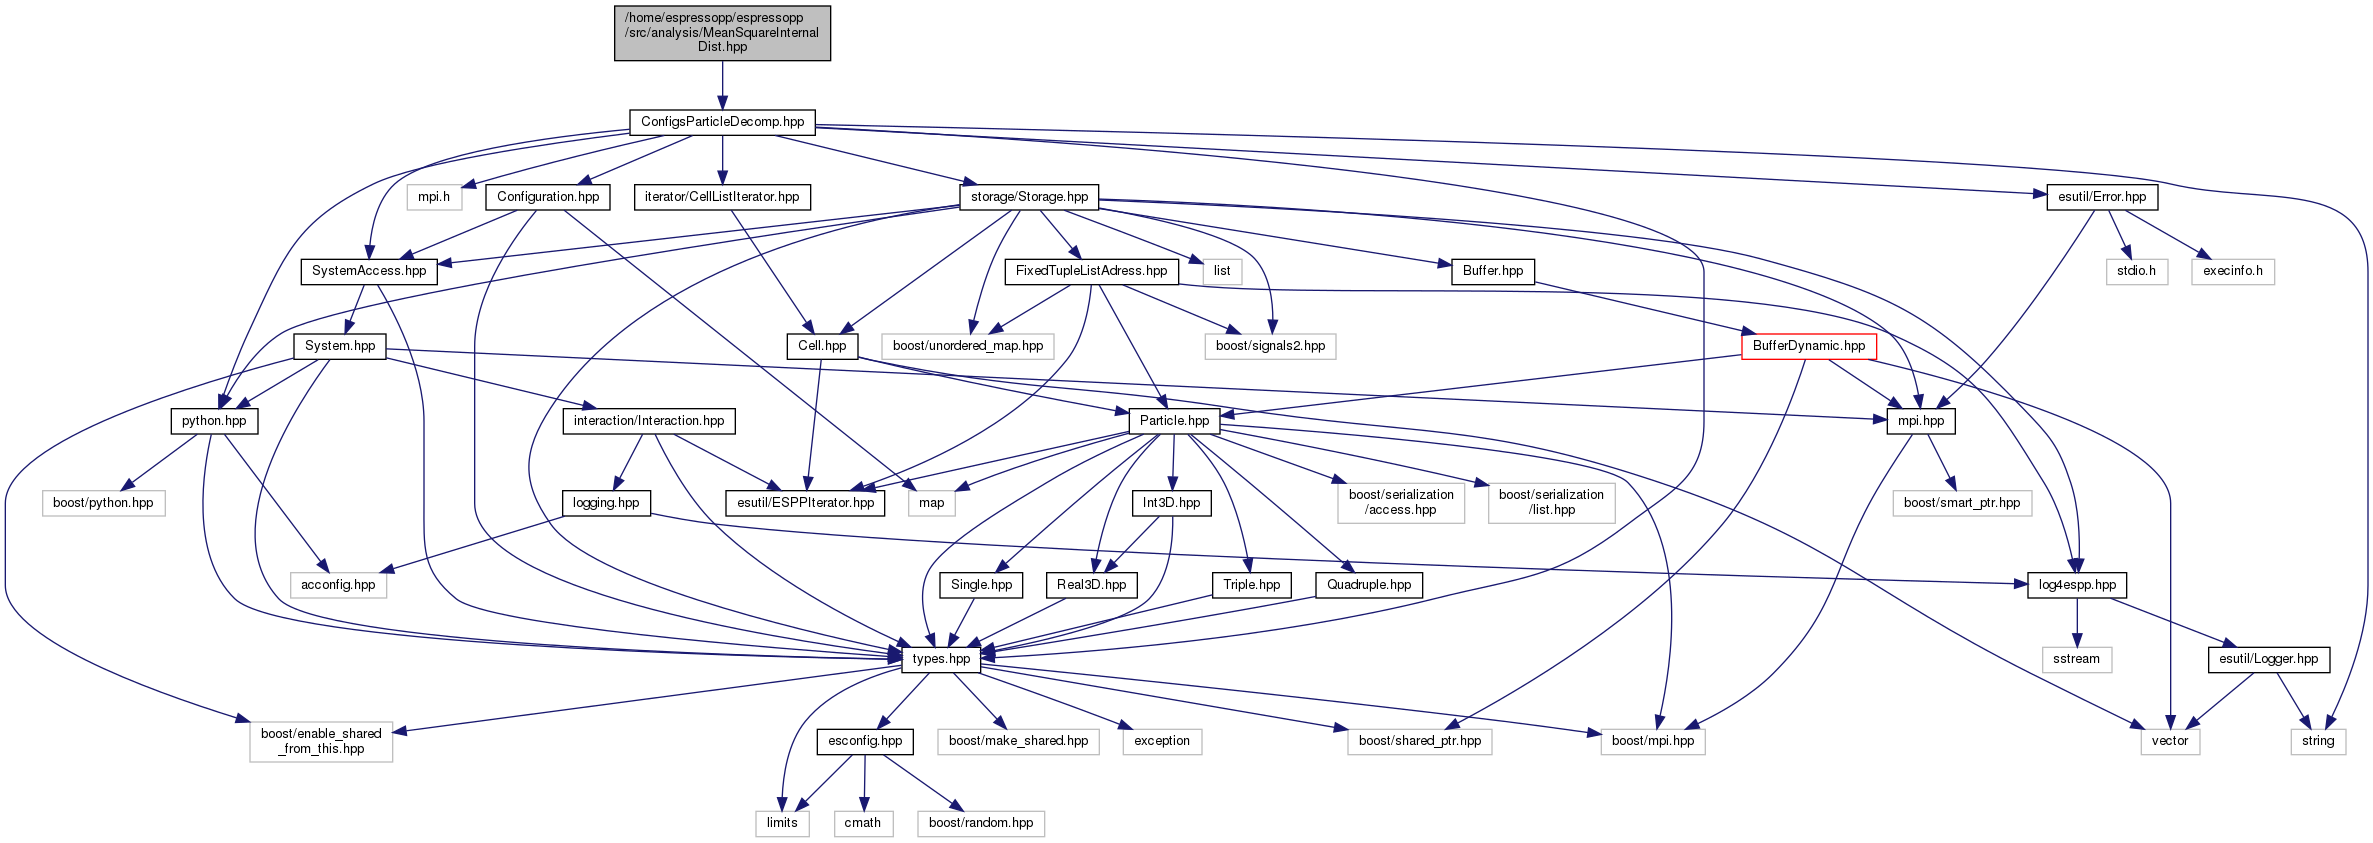 /home/espressopp/espressopp
/src/analysis/MeanSquareInternal
Dist.hpp
ConfigsParticleDecomp.hpp
mpi.h
Configuration.hpp
iterator/CellListIterator.hpp
storage/Storage.hpp
esutil/Error.hpp
SystemAccess.hpp
FixedTupleListAdress.hpp
list
Buffer.hpp
stdio.h
execinfo.h
System.hpp
Cell.hpp
boost/unordered_map.hpp
boost/signals2.hpp
BufferDynamic.hpp
python.hpp
interaction/Interaction.hpp
Particle.hpp
mpi.hpp
boost/python.hpp
logging.hpp
esutil/ESPPIterator.hpp
map
Int3D.hpp
boost/serialization
/access.hpp
boost/serialization
/list.hpp
boost/smart_ptr.hpp
acconfig.hpp
Single.hpp
Real3D.hpp
Triple.hpp
Quadruple.hpp
log4espp.hpp
types.hpp
sstream
esutil/Logger.hpp
boost/enable_shared
_from_this.hpp
esconfig.hpp
boost/make_shared.hpp
exception
boost/shared_ptr.hpp
boost/mpi.hpp
vector
string
limits
cmath
boost/random.hpp